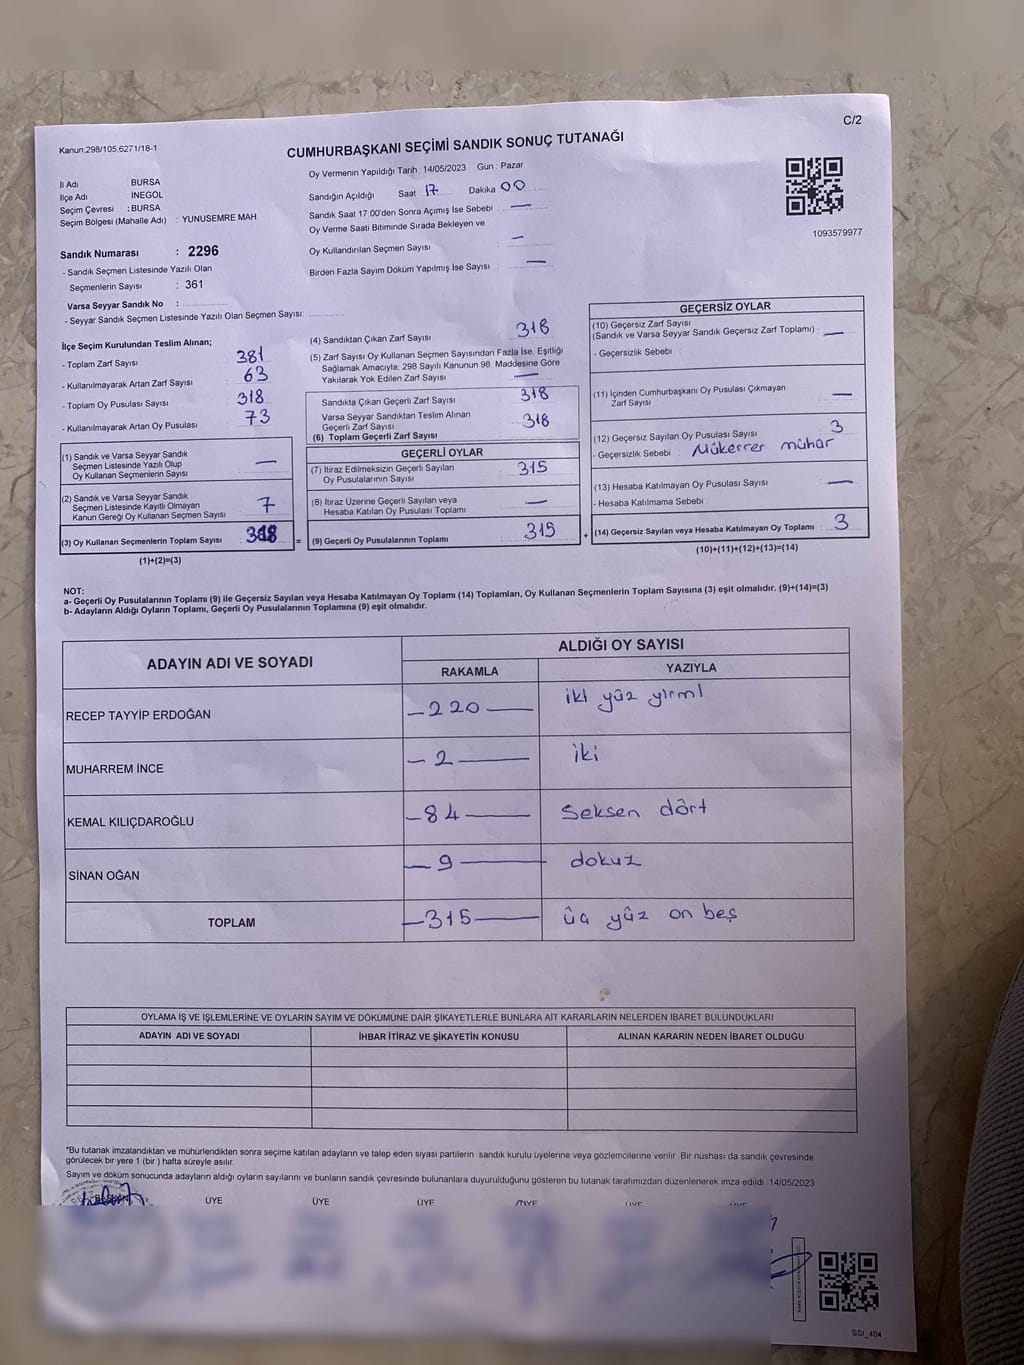 C/2
Kanun:298/105,6271/18-1
CUMHURBAŞKANI SEÇİMİ SANDIK SONUÇ TUTANAĞI
İl Adı BURSA
İlçe Adı İNEGÖL
Seçim Çevresi : BURSA
Seçim Bölgesi (Mahalle Adı) : YUNUSEMRE MAH
Sandık Numarası : 2296
- Sandık Seçmen Listesinde Yazılı Olan
Seçmenlerin Sayısı : 361
Varsa Seyyar Sandık No :
- Seyyar Sandık Seçmen Listesinde Yazılı Olan Seçmen Sayısı:
Oy Vermenin Yapıldığı Tarih :14/05/2023 Gün : Pazar
Sandığın Açıldığı Saat 17 Dakika 00
Sandık Saat 17:00'den Sonra Açımış İse Sebebi : —
Oy Verme Saati Bitiminde Sırada Bekleyen ve
Oy Kullandırılan Seçmen Sayısı : —
Birden Fazla Sayım Döküm Yapılmış İse Sayısı : —
1093579977
İlçe Seçim Kurulundan Teslim Alınan;
- Toplam Zarf Sayısı : 381
- Kullanılmayarak Artan Zarf Sayısı : 63
- Toplam Oy Pusulası Sayısı : 318
- Kullanılmayarak Artan Oy Pusulası : 73
(1) Sandık ve Varsa Seyyar Sandık
Seçmen Listesinde Yazılı Olup
Oy Kullanan Seçmenlerin Sayısı —
(2) Sandık ve Varsa Seyyar Sandık
Seçmen Listesinde Kayıtlı Olmayan
Kanun Gereği Oy Kullanan Seçmen Sayısı 7
(3) Oy Kullanan Seçmenlerin Toplam Sayısı 318 =
(1)+(2)=(3)
(4) Sandıktan Çıkan Zarf Sayısı : 318
(5) Zarf Sayısı Oy Kullanan Seçmen Sayısından Fazla İse, Eşitliği
Sağlamak Amacıyla; 298 Sayılı Kanunun 98. Maddesine Göre
Yakılarak Yok Edilen Zarf Sayısı : —
Sandıkta Çıkan Geçerli Zarf Sayısı : 318
Varsa Seyyar Sandıktan Teslim Alınan
Geçerli Zarf Sayısı : 318
(6) Toplam Geçerli Zarf Sayısı
GEÇERLİ OYLAR
(7) İtiraz Edilmeksizin Geçerli Sayılan
Oy Pusulalarının Sayısı : 315
(8) İtiraz Üzerine Geçerli Sayılan veya
Hesaba Katılan Oy Pusulası Toplamı : —
(9) Geçerli Oy Pusulalarının Toplamı : 315 +
GEÇERSİZ OYLAR
(10) Geçersiz Zarf Sayısı
(Sandık ve Varsa Seyyar Sandık Geçersiz Zarf Toplamı) : —
- Geçersizlik Sebebi :
(11) İçinden Cumhurbaşkanı Oy Pusulası Çıkmayan
Zarf Sayısı : —
(12) Geçersiz Sayılan Oy Pusulası Sayısı : 3
- Geçersizlik Sebebi : Mükerrer mühür
(13) Hesaba Katılmayan Oy Pusulası Sayısı : —
- Hesaba Katılmama Sebebi :
(14) Geçersiz Sayılan veya Hesaba Katılmayan Oy Toplamı : 3
(10)+(11)+(12)+(13)=(14)
NOT:
a- Geçerli Oy Pusulalarının Toplamı (9) ile Geçersiz Sayılan veya Hesaba Katılmayan Oy Toplamı (14) Toplamları, Oy Kullanan Seçmenlerin Toplam Sayısına (3) eşit olmalıdır. (9)+(14)=(3)
b- Adayların Aldığı Oyların Toplamı, Geçerli Oy Pusulalarının Toplamına (9) eşit olmalıdır.
ADAYIN ADI VE SOYADI ALDIĞI OY SAYISI
RAKAMLA YAZIYLA
RECEP TAYYİP ERDOĞAN —220— iki yüz yirmi
MUHARREM İNCE —2— iki
KEMAL KILIÇDAROĞLU —84— Seksen dört
SİNAN OĞAN —9— dokuz
TOPLAM —315— üç yüz on beş
OYLAMA İŞ VE İŞLEMLERİNE VE OYLARIN SAYIM VE DÖKÜMÜNE DAİR ŞİKAYETLERLE BUNLARA AİT KARARLARIN NELERDEN İBARET BULUNDUKLARI
ADAYIN ADI VE SOYADI İHBAR İTİRAZ VE ŞİKAYETİN KONUSU ALINAN KARARIN NEDEN İBARET OLDUĞU
*Bu tutanak imzalandıktan ve mühürlendikten sonra seçime katılan adayların ve talep eden siyasi partilerin sandık kurulu üyelerine veya gözlemcilerine verilir. Bir nüshası da sandık çevresinde
görülecek bir yere 1 (bir ) hafta süreyle asılır.
Sayım ve döküm sonucunda adayların aldığı oyların sayılarını ve bunların sandık çevresinde bulunanlara duyurulduğunu gösteren bu tutanak tarafımızdan düzenlenerek imza edildi. 14/05/2023
BAŞKAN ÜYE ÜYE ÜYE ÜYE ÜYE
SSI_404